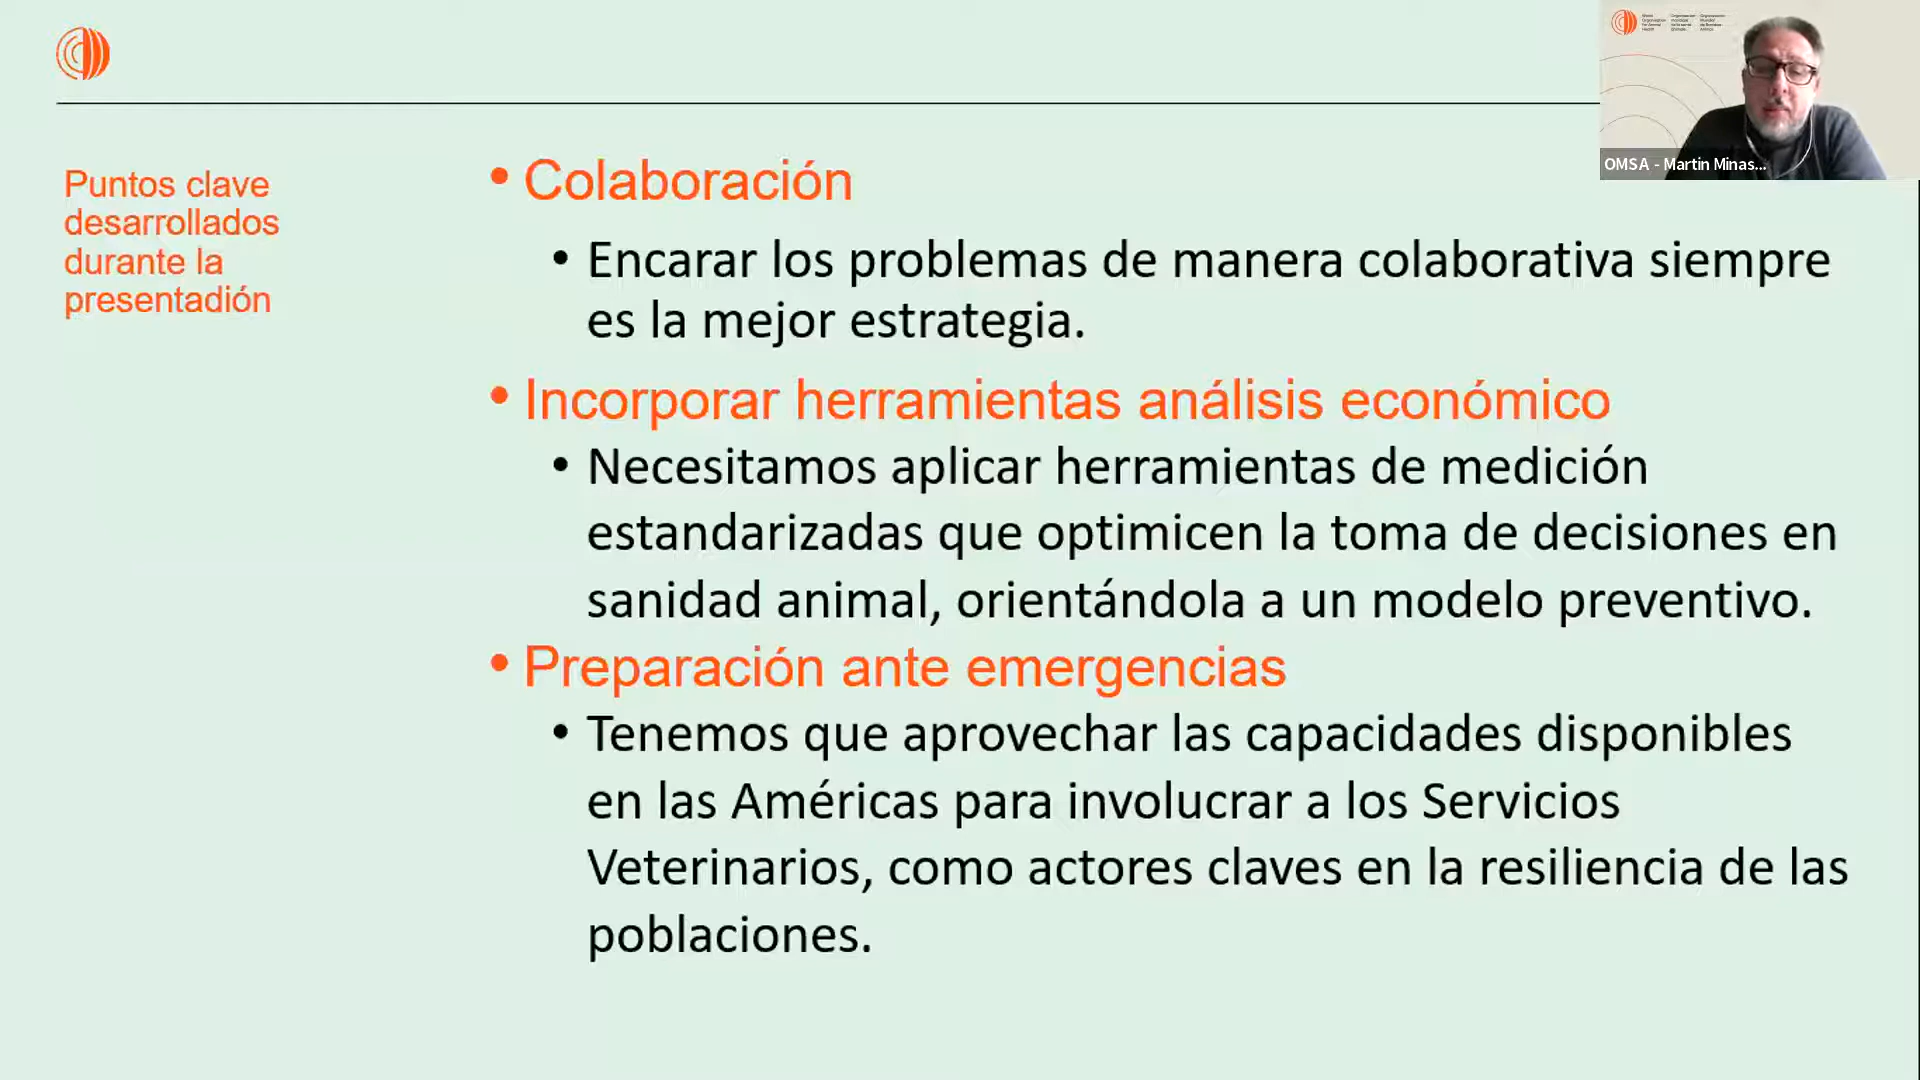 Puntos clave
desarrollados
durante la
presentadión
• Colaboración
• Encarar los problemas de manera colaborativa siempre
es la mejor estrategia.
• Incorporar herramientas análisis económico
• Necesitamos aplicar herramientas de medición
estandarizadas que optimicen la toma de decisiones en
sanidad animal, orientándola a un modelo preventivo.
• Preparación ante emergencias
• Tenemos que aprovechar las capacidades disponibles
en las Américas para involucrar a los Servicios
Veterinarios, como actores claves en la resiliencia de las
poblaciones.
OMSA - Martin Minas...